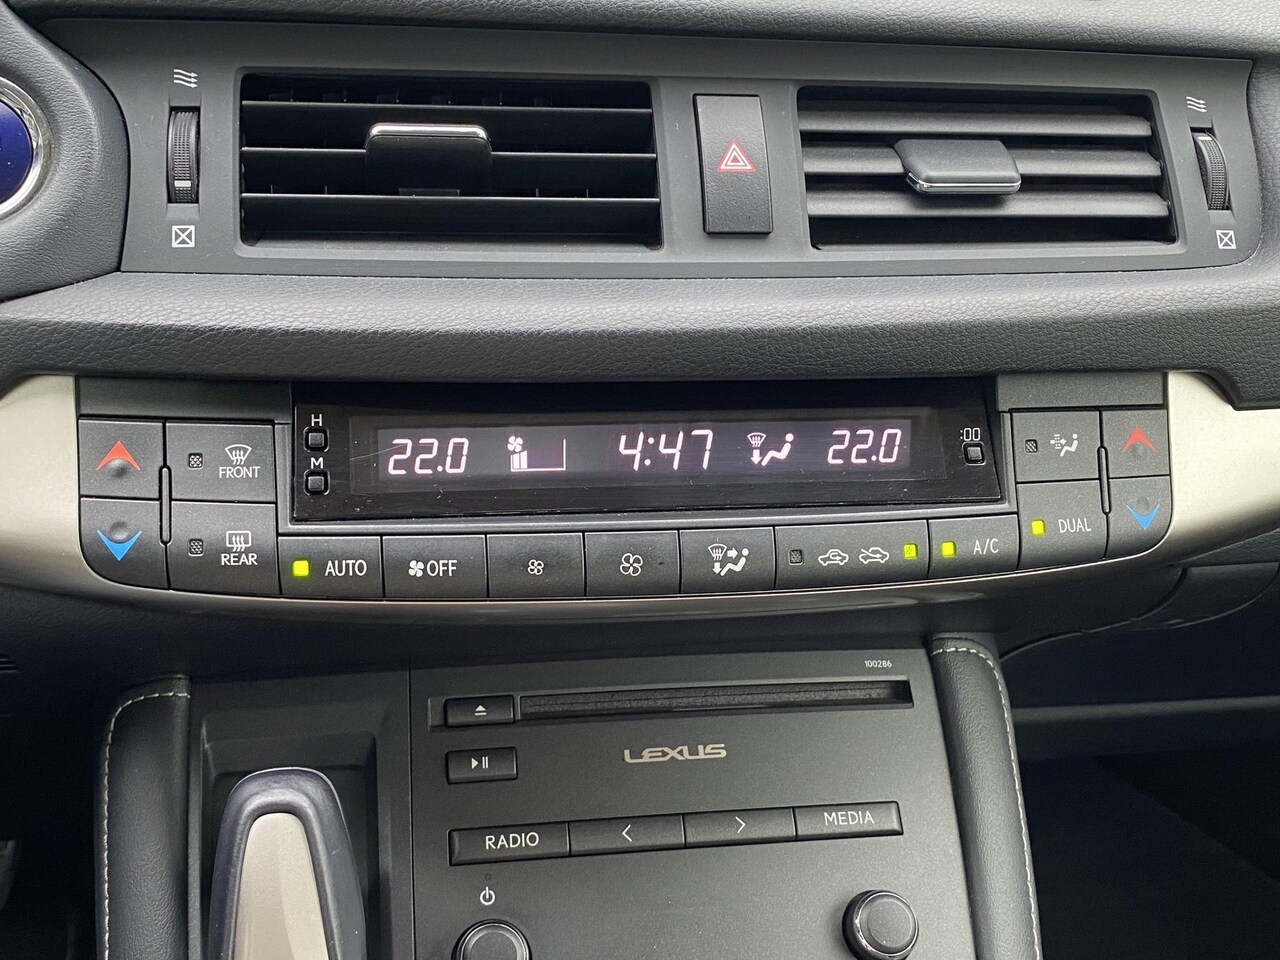 H
M
22.0 4:47 22.0
:00
FRONT
REAR
AUTO
OFF
A/C
DUAL
100286
LEXUS
RADIO < > MEDIA